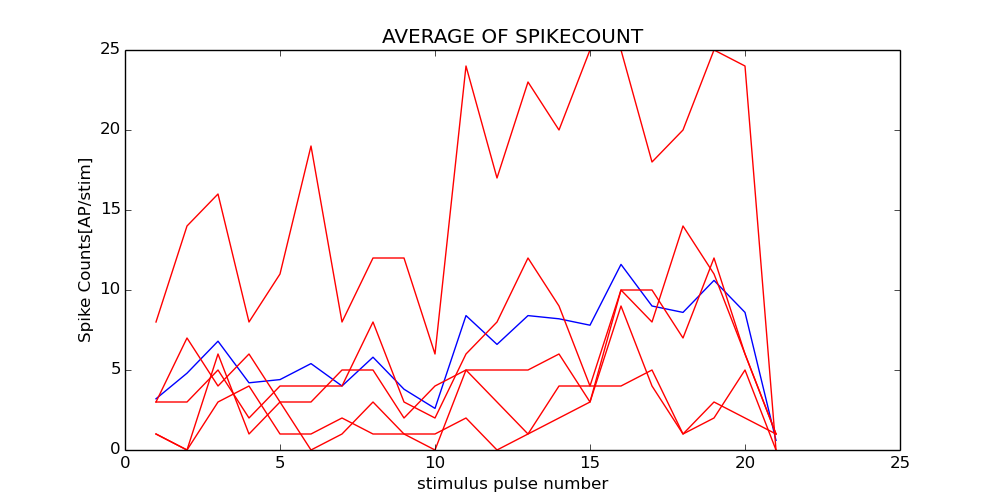 AVERAGE OF SPIKECOUNT
25
20
15
10
5
0
Spike Counts[AP/stim]
0 5 10 15 20 25
stimulus pulse number